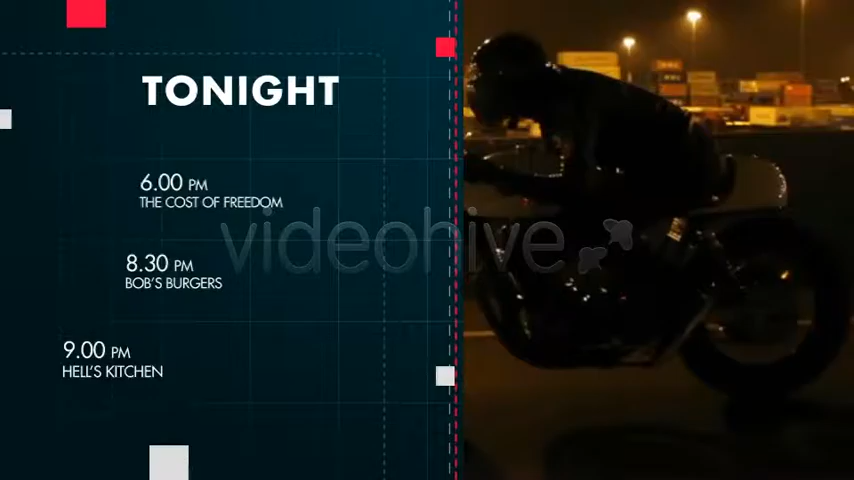 TONIGHT
6.00 PM
THE COST OF FREEDOM
videohive
8.30 PM
BOB'S BURGERS
9.00 PM
HELL'S KITCHEN